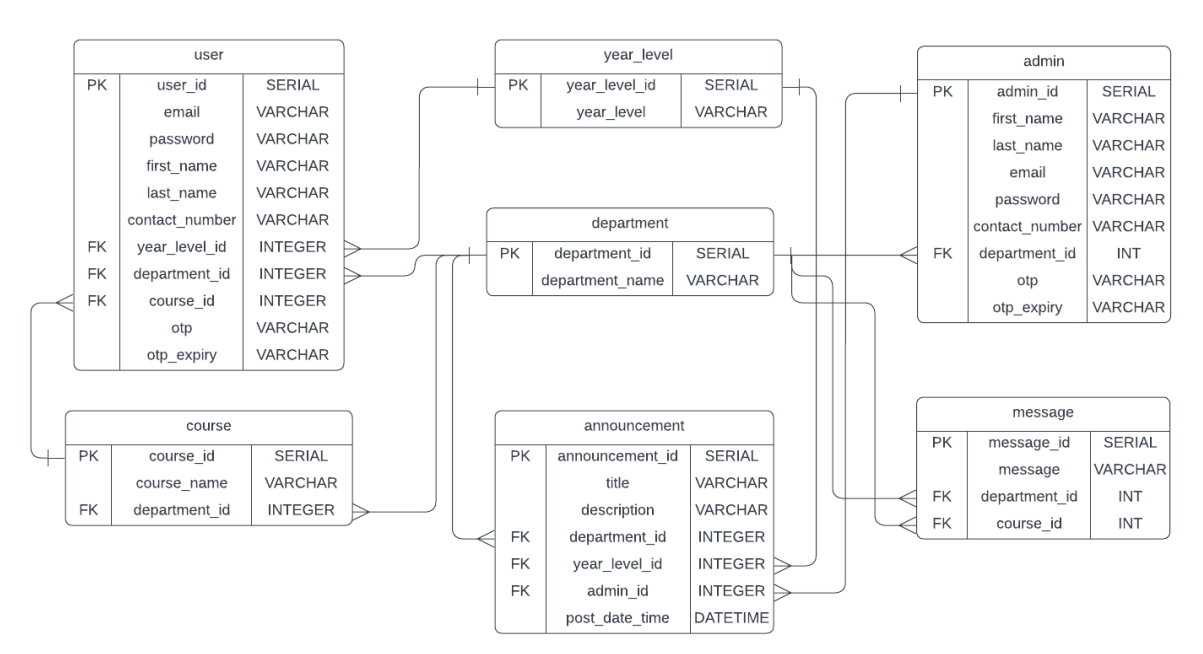 user
PK user_id SERIAL
email VARCHAR
password VARCHAR
first_name VARCHAR
last_name VARCHAR
contact_number VARCHAR
FK year_level_id INTEGER
FK department_id INTEGER
FK course_id INTEGER
otp VARCHAR
otp_expiry VARCHAR
year_level
PK year_level_id SERIAL
year_level VARCHAR
admin
PK admin_id SERIAL
first_name VARCHAR
last_name VARCHAR
email VARCHAR
password VARCHAR
contact_number VARCHAR
FK department_id INT
otp VARCHAR
otp_expiry VARCHAR
department
PK department_id SERIAL
department_name VARCHAR
course
PK course_id SERIAL
course_name VARCHAR
FK department_id INTEGER
announcement
PK announcement_id SERIAL
title VARCHAR
description VARCHAR
FK department_id INTEGER
FK year_level_id INTEGER
FK admin_id INTEGER
post_date_time DATETIME
message
PK message_id SERIAL
message VARCHAR
FK department_id INT
FK course_id INT